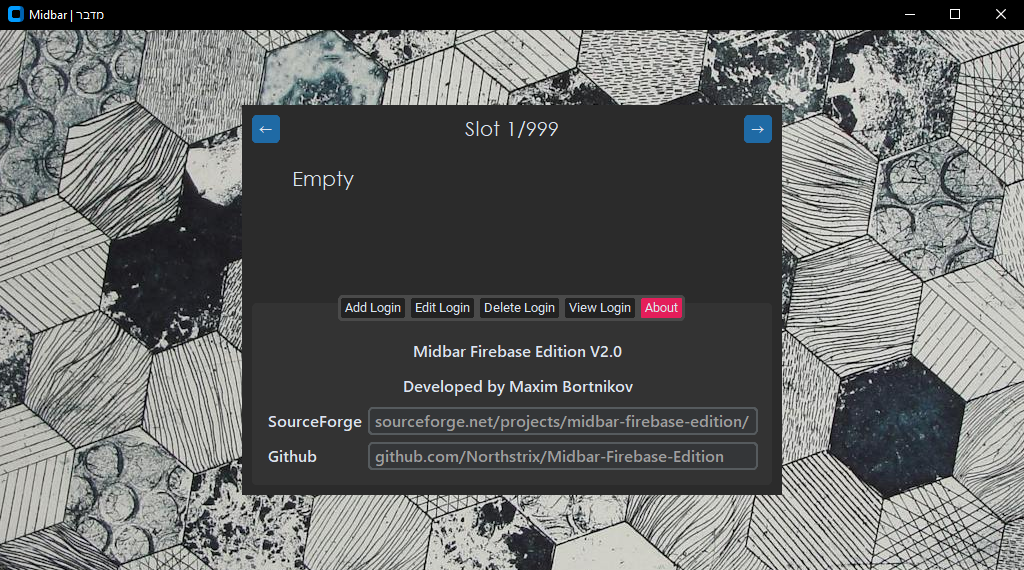 Midbar | מדבר
← Slot 1/999 →
Empty
Add Login Edit Login Delete Login View Login About
Midbar Firebase Edition V2.0
Developed by Maxim Bortnikov
SourceForge sourceforge.net/projects/midbar-firebase-edition/
Github github.com/Northstrix/Midbar-Firebase-Edition